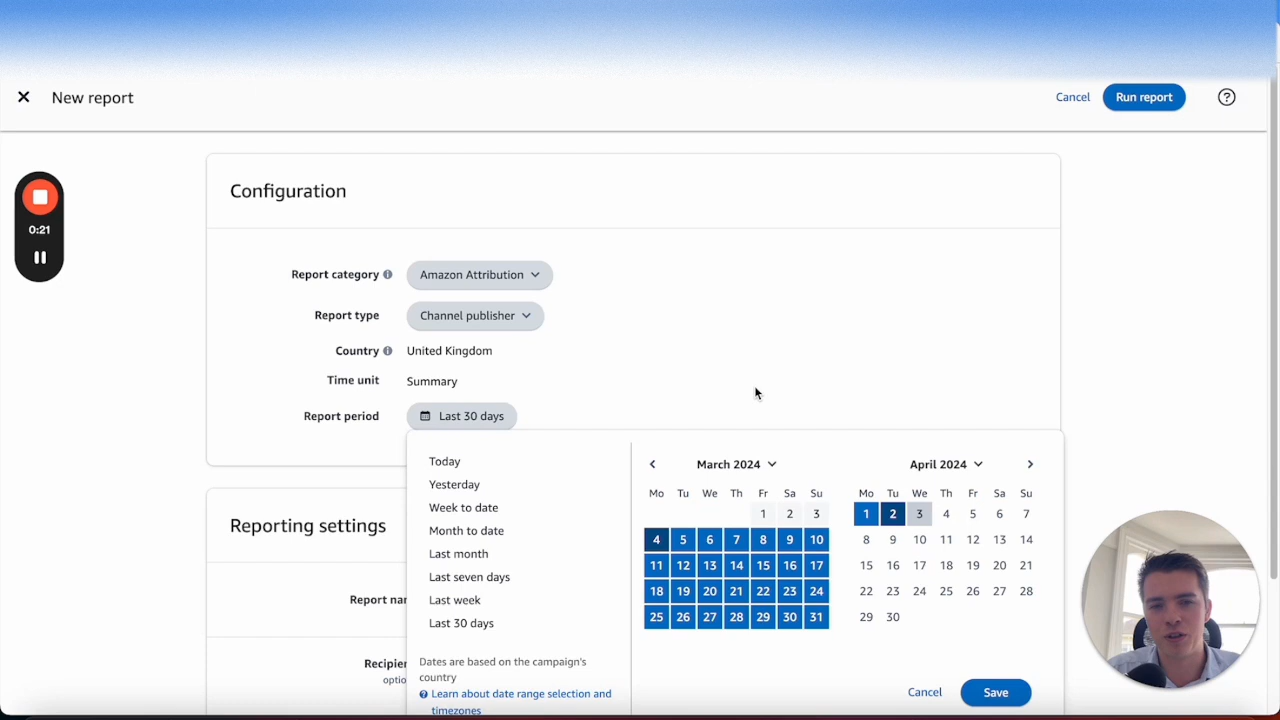 New report
Cancel
Run report
0:21
Configuration
Report category
Amazon Attribution
Report type
Channel publisher
Country
United Kingdom
Time unit
Summary
Report period
Last 30 days
Today
Yesterday
Week to date
Month to date
Last month
Last seven days
Last week
Last 30 days
Dates are based on the campaign's
country
Learn about date range selection and
timezones
March 2024
Mo Tu We Th Fr Sa Su
1 2 3
4 5 6 7 8 9 10
11 12 13 14 15 16 17
18 19 20 21 22 23 24
25 26 27 28 29 30 31
April 2024
Mo Tu We Th Fr Sa Su
1 2 3 4 5 6 7
8 9 10 11 12 13 14
15 16 17 18 19 20 21
22 23 24 25 26 27 28
29 30
Cancel
Save
Reporting settings
Report nar
Recipie
optio